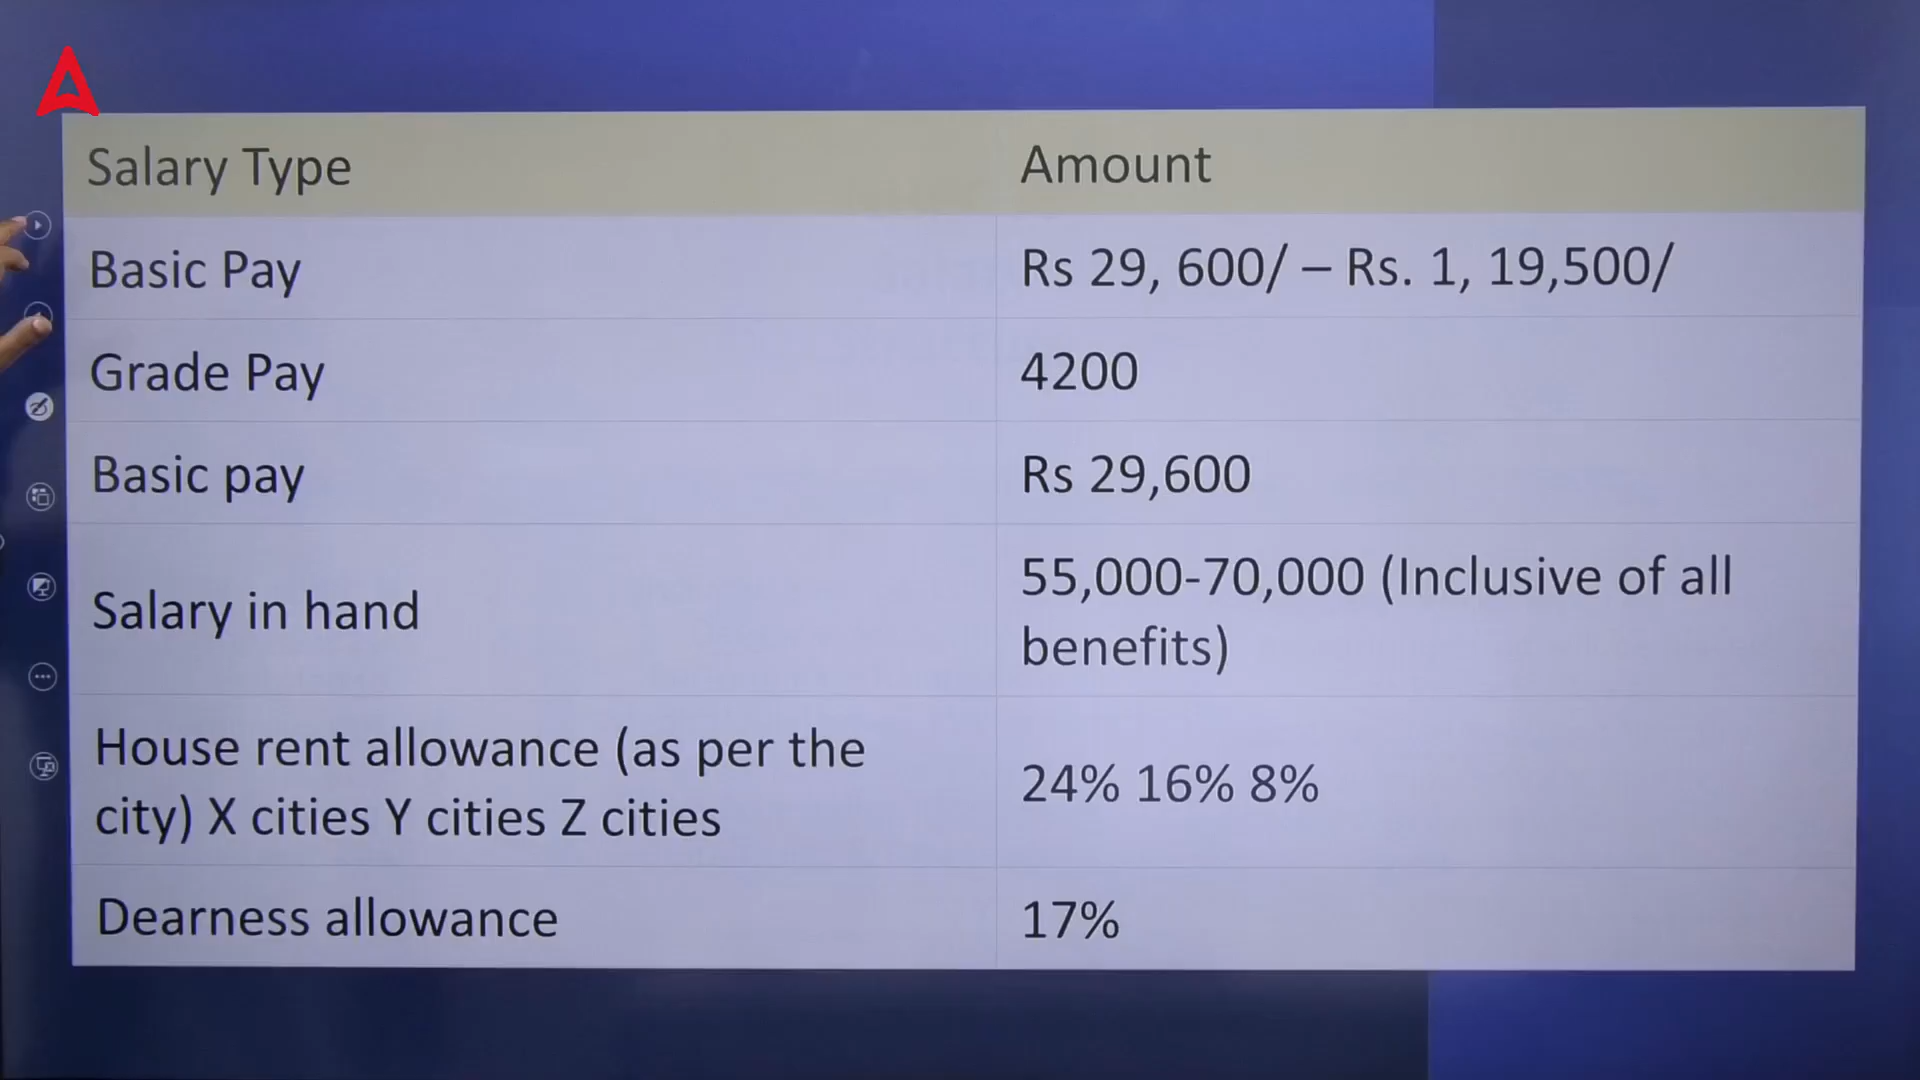 Salary Type
Amount
Basic Pay
Rs 29, 600/ – Rs. 1, 19,500/
Grade Pay
4200
Basic pay
Rs 29,600
Salary in hand
55,000-70,000 (Inclusive of all
benefits)
House rent allowance (as per the
city) X cities Y cities Z cities
24% 16% 8%
Dearness allowance
17%